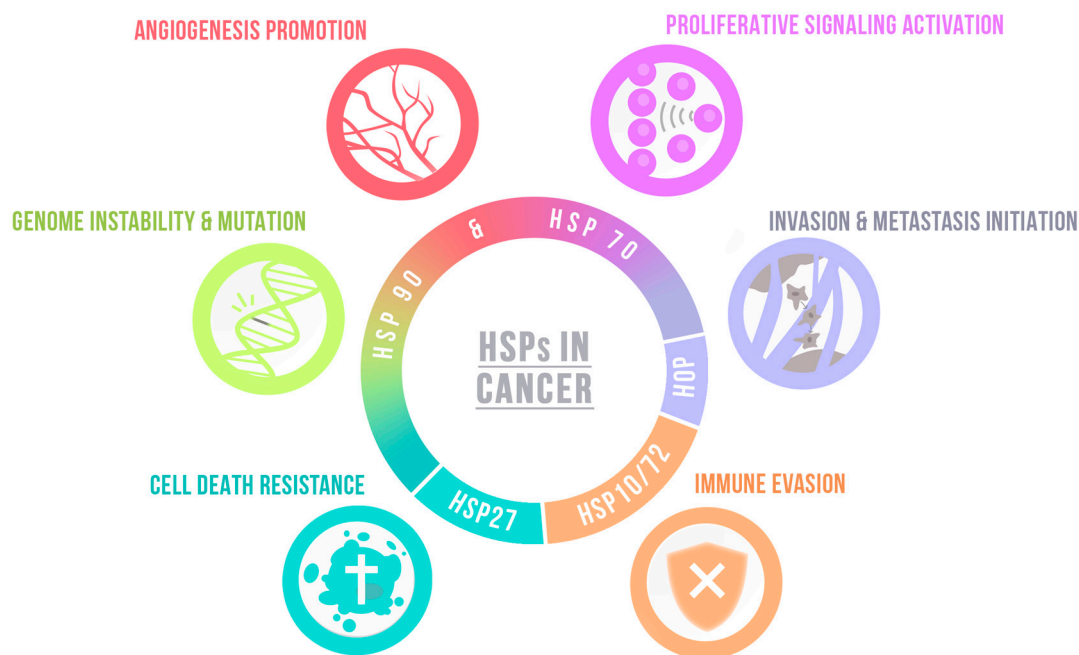 ANGIOGENESIS PROMOTION
PROLIFERATIVE SIGNALING ACTIVATION
GENOME INSTABILITY & MUTATION
INVASION & METASTASIS INITIATION
HSP 90 & HSP 70
HOP
HSPs IN
CANCER
HSP10/72
HSP27
CELL DEATH RESISTANCE
IMMUNE EVASION